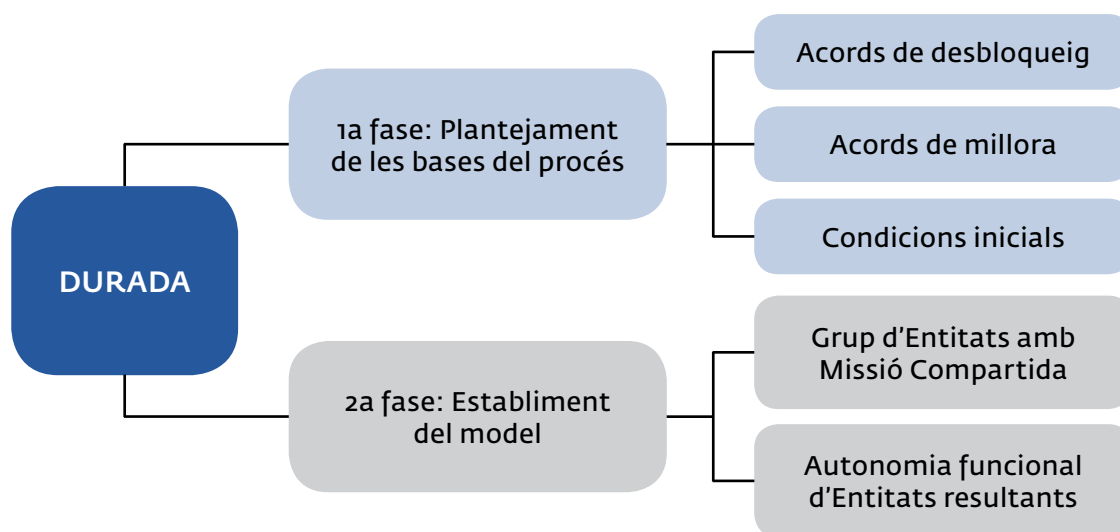 DURADA
1a fase: Plantejament
de les bases del procés
Acords de desbloqueig
Acords de millora
Condicions inicials
2a fase: Establiment
del model
Grup d’Entitats amb
Missió Compartida
Autonomia funcional
d’Entitats resultants